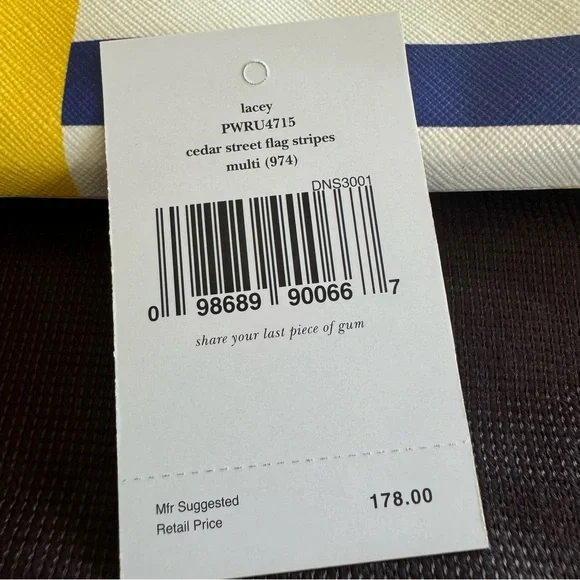 lacey
PWRU4715
cedar street flag stripes
multi (974)
DNS3001
0 98689 90066 7
share your last piece of gum
Mfr Suggested
Retail Price
178.00